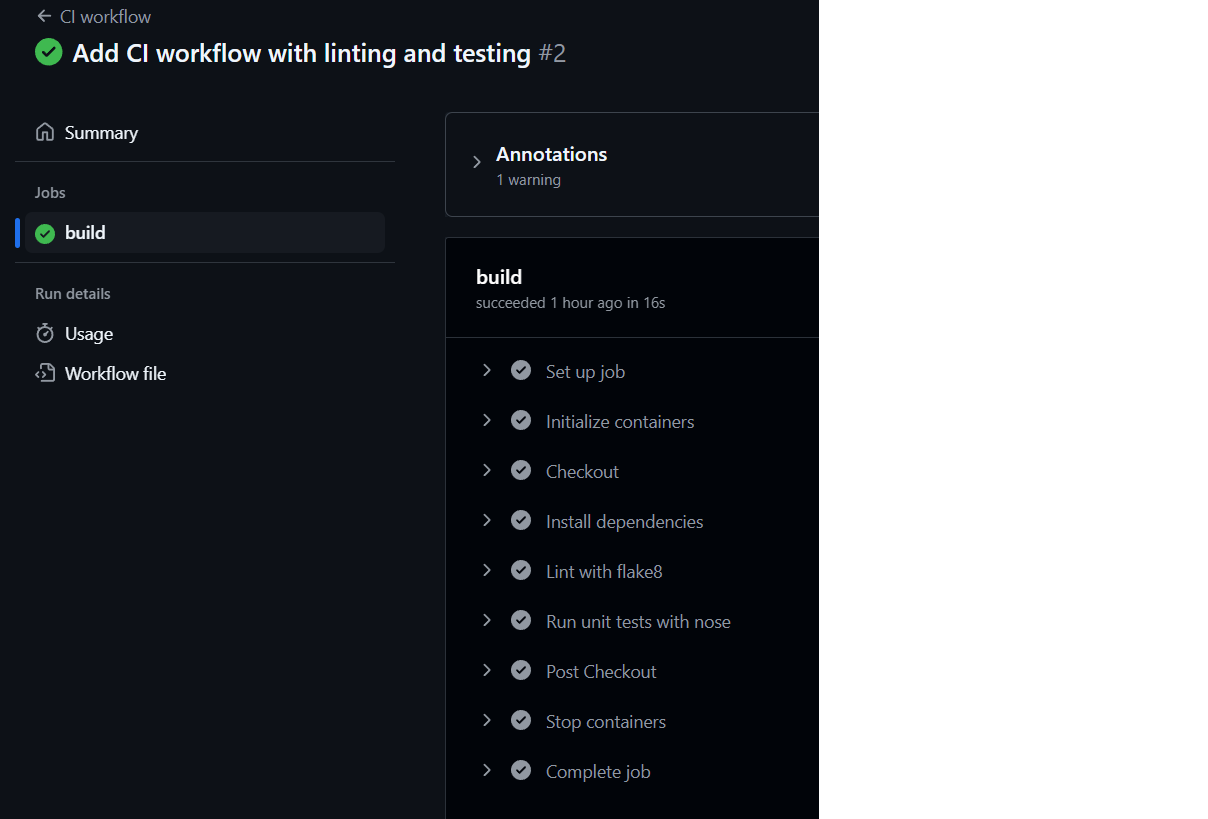 CI workflow
Add CI workflow with linting and testing #2
Summary
Jobs
build
Run details
Usage
Workflow file
Annotations
1 warning
build
succeeded 1 hour ago in 16s
Set up job
Initialize containers
Checkout
Install dependencies
Lint with flake8
Run unit tests with nose
Post Checkout
Stop containers
Complete job